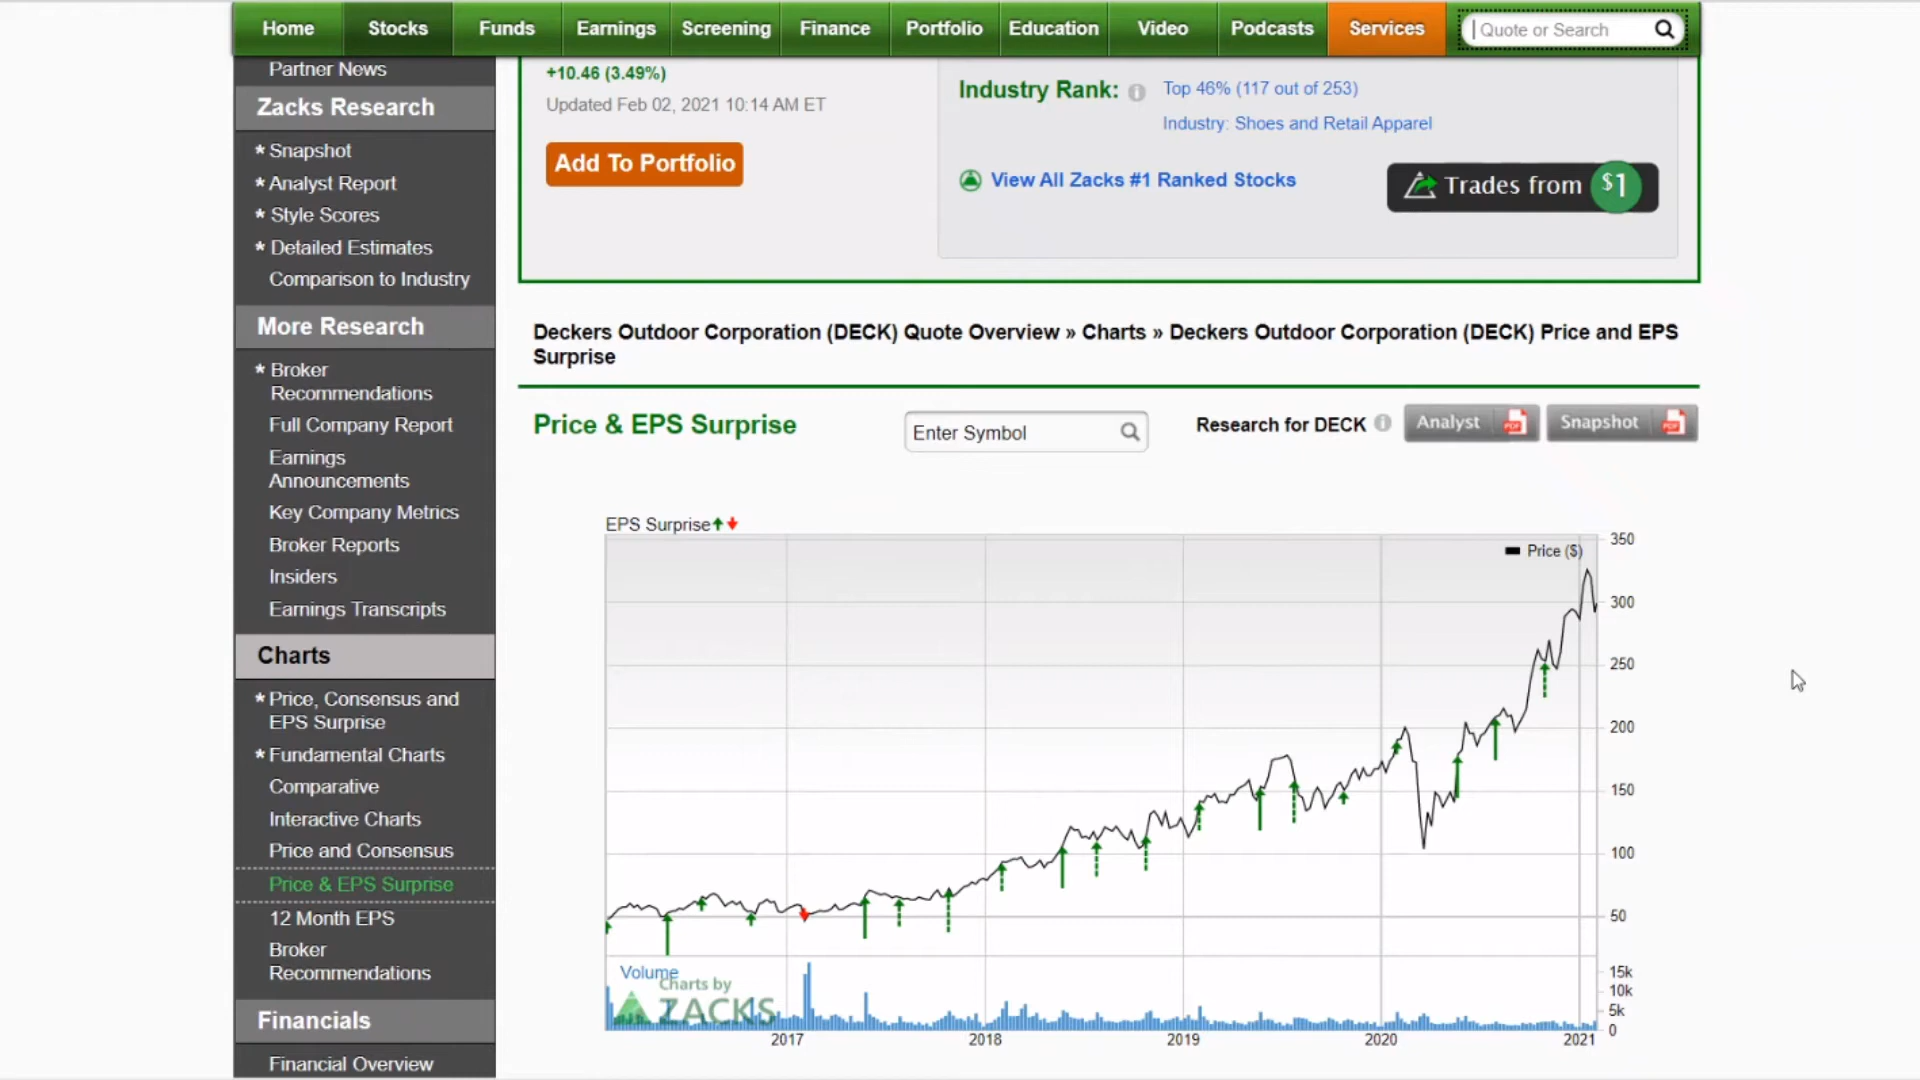 Home
Stocks
Funds
Earnings
Screening
Finance
Portfolio
Education
Video
Podcasts
Services
Quote or Search
Partner News
Zacks Research
* Snapshot
* Analyst Report
* Style Scores
* Detailed Estimates
Comparison to Industry
More Research
* Broker
Recommendations
Full Company Report
Earnings
Announcements
Key Company Metrics
Broker Reports
Insiders
Earnings Transcripts
Charts
* Price, Consensus and
EPS Surprise
* Fundamental Charts
Comparative
Interactive Charts
Price and Consensus
Price & EPS Surprise
12 Month EPS
Broker
Recommendations
Financials
Financial Overview
+10.46 (3.49%)
Updated Feb 02, 2021 10:14 AM ET
Add To Portfolio
Industry Rank:
Top 46% (117 out of 253)
Industry: Shoes and Retail Apparel
View All Zacks #1 Ranked Stocks
Trades from $1
Deckers Outdoor Corporation (DECK) Quote Overview » Charts » Deckers Outdoor Corporation (DECK) Price and EPS
Surprise
Price & EPS Surprise
Enter Symbol
Research for DECK
Analyst PDF
Snapshot PDF
EPS Surprise
Price ($)
350
300
250
200
150
100
50
Volume
Charts by
ZACKS
15k
10k
5k
0
2017
2018
2019
2020
2021